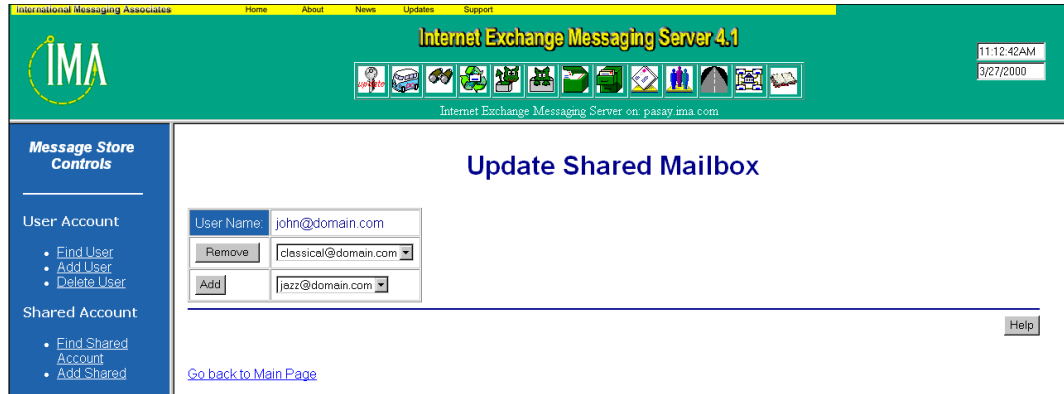 International Messaging Associates
Home About News Updates Support
IMA
Internet Exchange Messaging Server 4.1
update
11:12:42AM
3/27/2000
Internet Exchange Messaging Server on: pasay.ima.com
Message Store
Controls
User Account
Find User
Add User
Delete User
Shared Account
Find Shared
Account
Add Shared
Update Shared Mailbox
User Name: john@domain.com
Remove classical@domain.com
Add jazz@domain.com
Help
Go back to Main Page